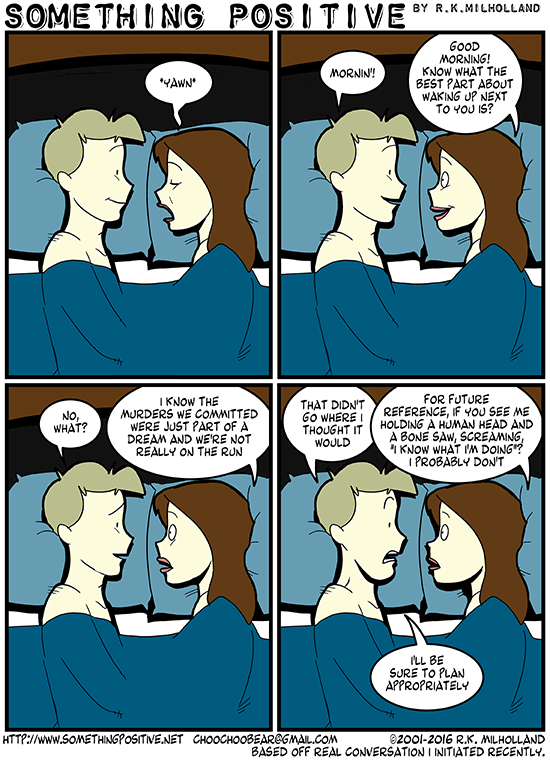 SOMETHING POSITIVE BY R.K.MILHOLLAND
*YAWN*
MORNIN'!
GOOD
MORNING!
KNOW WHAT THE
BEST PART ABOUT
WAKING UP NEXT
TO YOU IS?
NO,
WHAT?
I KNOW THE
MURDERS WE COMMITTED
WERE JUST PART OF A
DREAM AND WE'RE NOT
REALLY ON THE RUN
THAT DIDN'T
GO WHERE I
THOUGHT IT
WOULD
FOR FUTURE
REFERENCE, IF YOU SEE ME
HOLDING A HUMAN HEAD AND
A BONE SAW, SCREAMING,
"I KNOW WHAT I'M DOING"?
I PROBABLY DON'T
I'LL BE
SURE TO PLAN
APPROPRIATELY
HTTP://WWW.SOMETHINGPOSITIVE.NET CHOOCHOOBEAR@GMAIL.COM ©2001-2016 R.K. MILHOLLAND
BASED OFF REAL CONVERSATION I INITIATED RECENTLY.